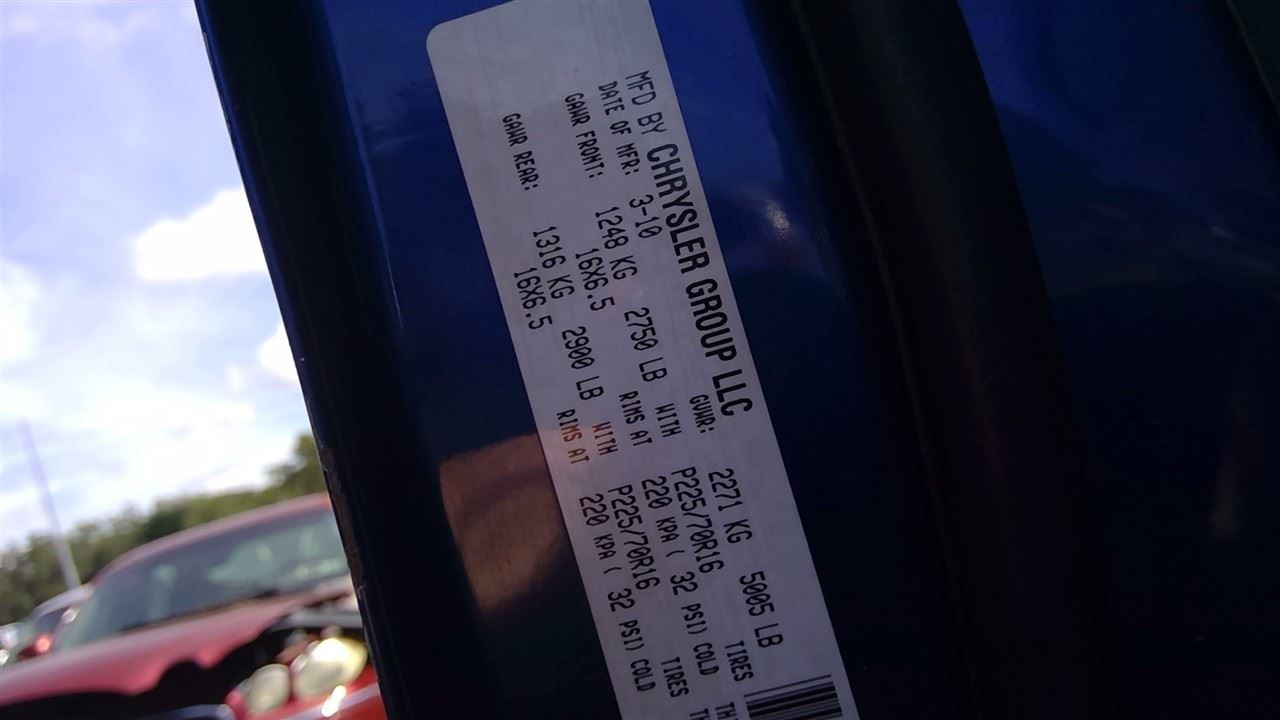 MFD BY CHRYSLER GROUP LLC
DATE OF MFR: 3-10 GVWR: 2271 KG 5005 LB
GAWR FRONT: 1248 KG 2750 LB WITH P225/70R16 TIRES
16X6.5 RIMS AT 220 KPA ( 32 PSI) COLD
GAWR REAR: 1316 KG 2900 LB WITH P225/70R16 TIRES
16X6.5 RIMS AT 220 KPA ( 32 PSI) COLD